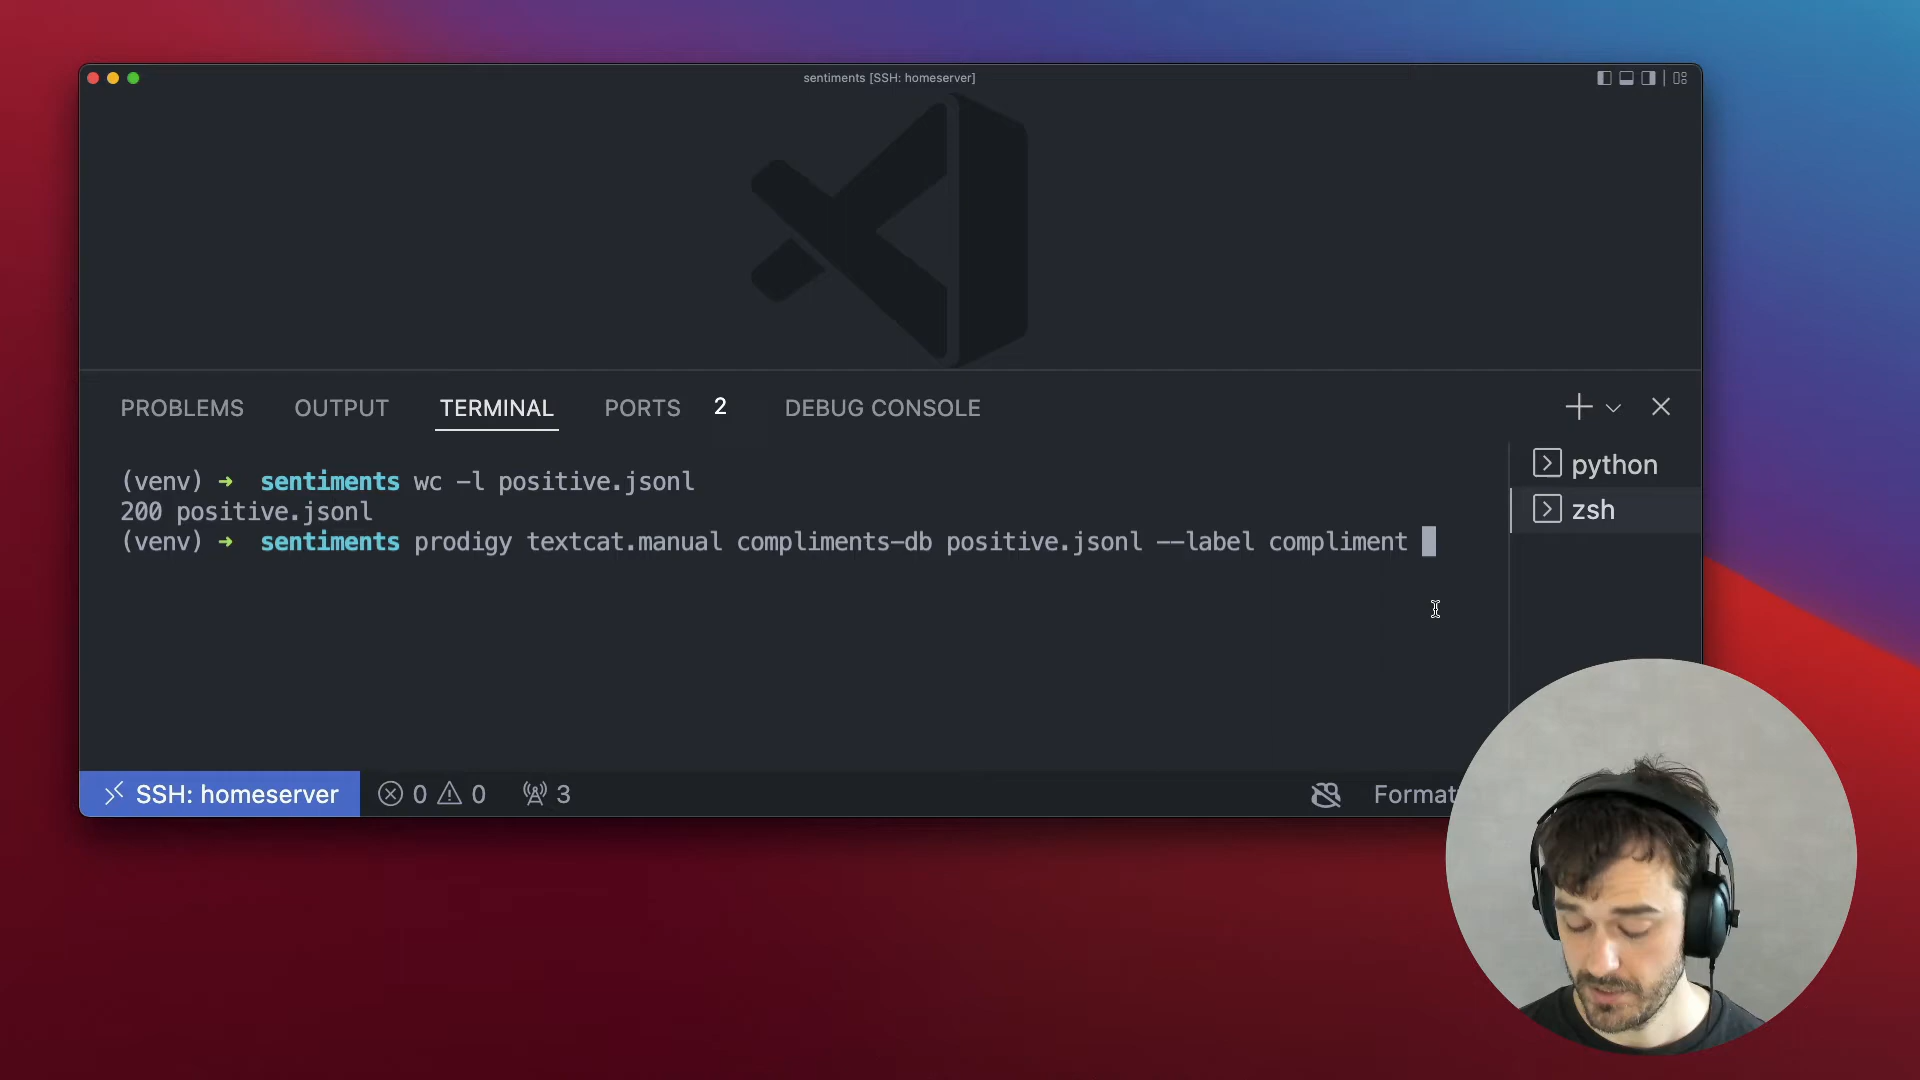 sentiments [SSH: homeserver]
PROBLEMS OUTPUT TERMINAL PORTS 2 DEBUG CONSOLE
(venv) ➜ sentiments wc -l positive.jsonl
200 positive.jsonl
(venv) ➜ sentiments prodigy textcat.manual compliments-db positive.jsonl --label compliment
python
zsh
SSH: homeserver 0 0 3 Format